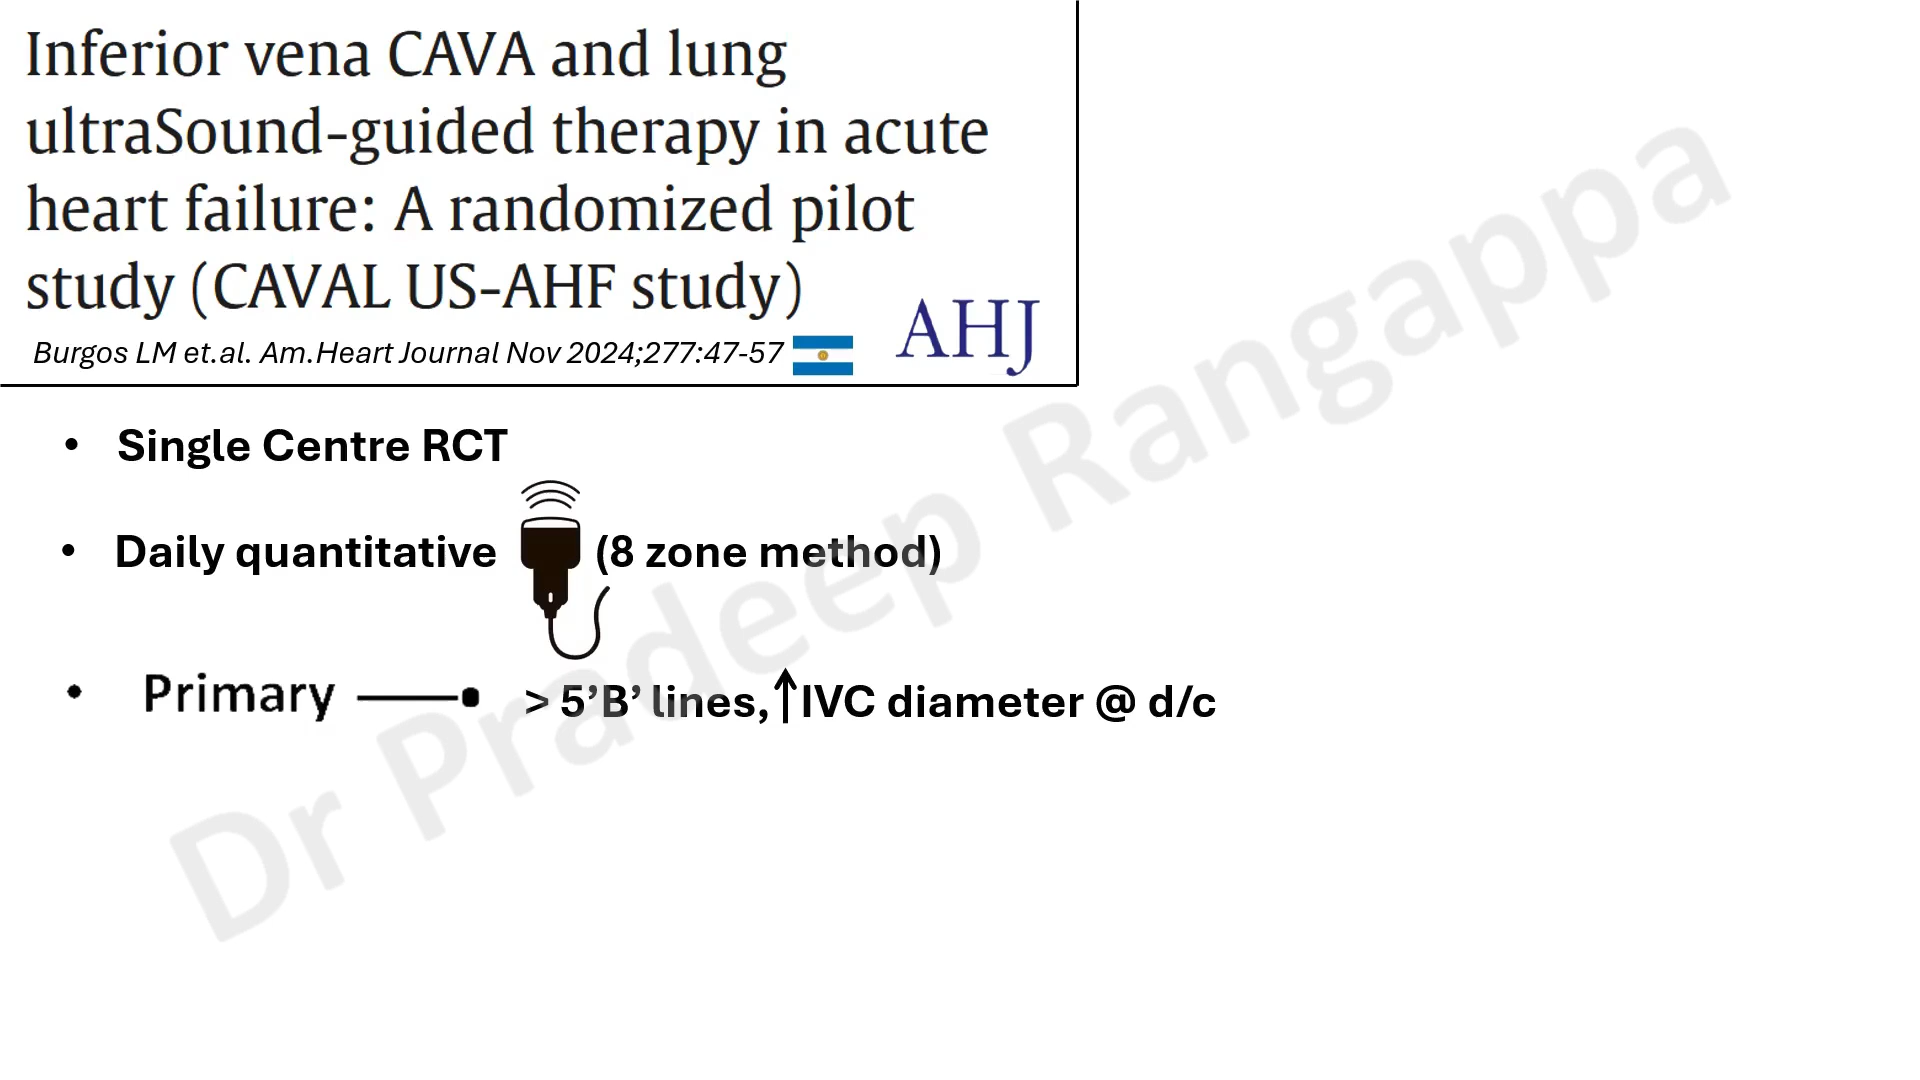 Inferior vena CAVA and lung
ultraSound-guided therapy in acute
heart failure: A randomized pilot
study (CAVAL US-AHF study)
Burgos LM et.al. Am.Heart Journal Nov 2024;277:47-57
AHJ
• Single Centre RCT
• Daily quantitative (8 zone method)
• Primary > 5’B’ lines,↑IVC diameter @ d/c
Dr Pradeep Rangappa